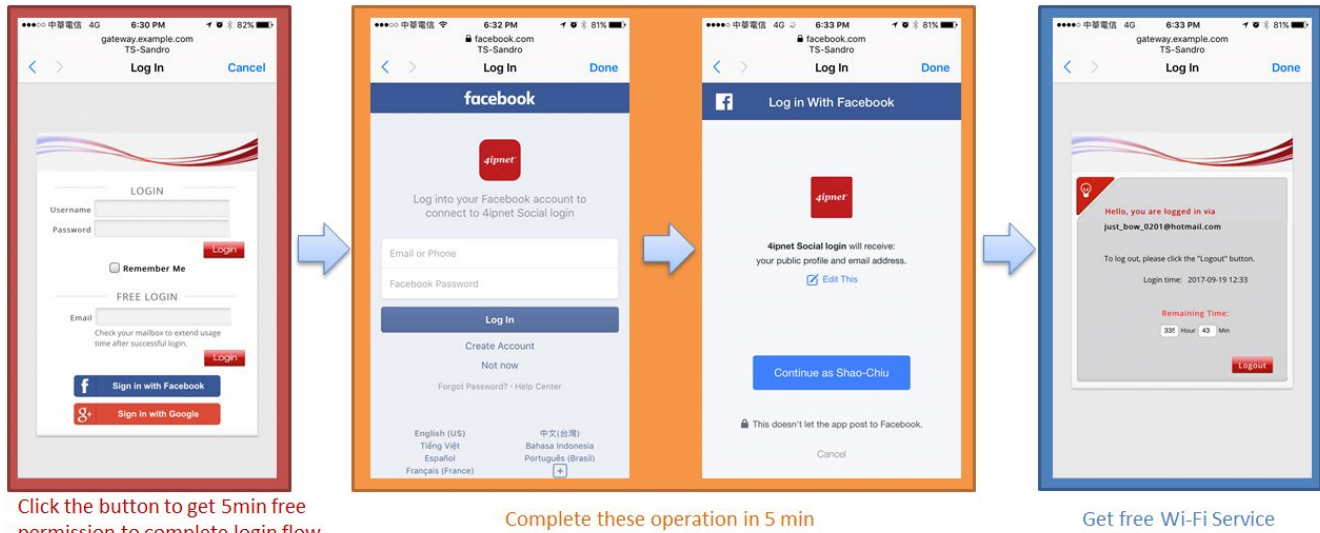 中華電信 4G 6:30 PM 82%
gateway.example.com
TS-Sandro
Log In Cancel
LOGIN
Username
Password
Login
Remember Me
FREE LOGIN
Email
Check your mailbox to extend usage
time after successful login.
Login
f Sign in with Facebook
g+ Sign in with Google
Click the button to get 5min free
permission to complete login flow
中華電信 6:32 PM 81%
facebook.com
TS-Sandro
Log In Done
facebook
4ipnet
Log into your Facebook account to
connect to 4ipnet Social login
Email or Phone
Facebook Password
Log In
Create Account
Not now
Forgot Password? · Help Center
English (US) 中文(台灣)
Tiếng Việt Bahasa Indonesia
Español Português (Brasil)
Français (France) +
中華電信 4G 6:33 PM 81%
facebook.com
TS-Sandro
Log In Done
f Log in With Facebook
4ipnet
4ipnet Social login will receive:
your public profile and email address.
Edit This
Continue as Shao-Chiu
This doesn't let the app post to Facebook.
Cancel
Complete these operation in 5 min
中華電信 4G 6:33 PM 81%
gateway.example.com
TS-Sandro
Log In Done
Hello, you are logged in via
just_bow_0201@hotmail.com
To log out, please click the "Logout" button.
Login time: 2017-09-19 12:33
Remaining Time:
Hour 43 Min
Logout
Get free Wi-Fi Service